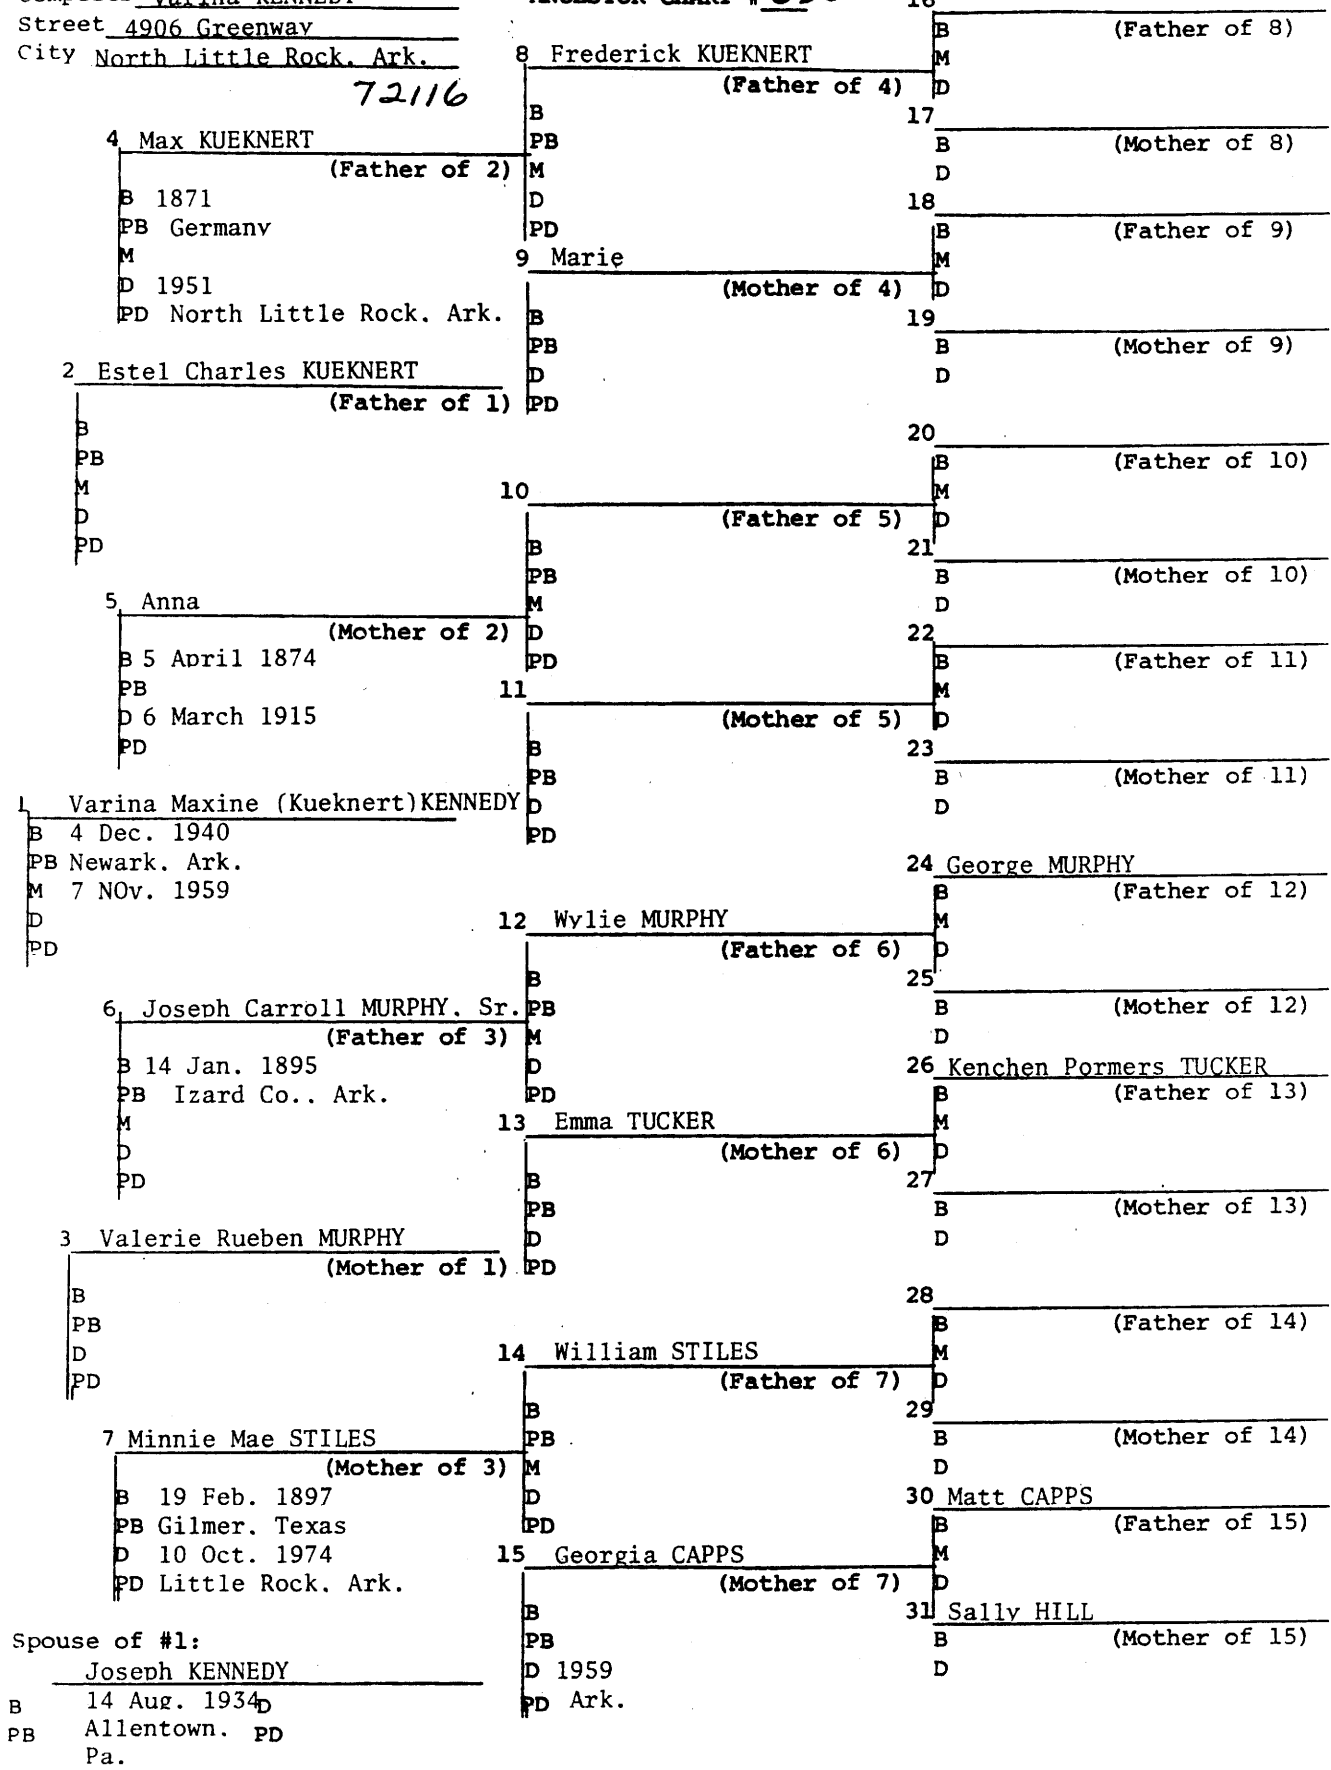 Varina KENNEDY
ANCESTOR CHART #
Street 4906 Greenway
City North Little Rock, Ark.
72116
16
B (Father of 8)
M
D
8 Frederick KUEKNERT
(Father of 4)
B
PB
M
D
PD
17
B (Mother of 8)
D
4 Max KUEKNERT
(Father of 2)
B 1871
PB Germany
M
D 1951
PD North Little Rock, Ark.
18
B (Father of 9)
M
D
9 Marie
(Mother of 4)
B
PB
D
PD
19
B (Mother of 9)
D
2 Estel Charles KUEKNERT
(Father of 1)
B
PB
M
D
PD
20
B (Father of 10)
M
D
10
(Father of 5)
B
PB
M
D
PD
21
B (Mother of 10)
D
5 Anna
(Mother of 2)
B 5 April 1874
PB
D 6 March 1915
PD
22
B (Father of 11)
M
D
11
(Mother of 5)
B
PB
D
PD
23
B (Mother of 11)
D
1 Varina Maxine (Kueknert)KENNEDY
B 4 Dec. 1940
PB Newark, Ark.
M 7 NOv. 1959
D
PD
24 George MURPHY
B (Father of 12)
M
D
12 Wylie MURPHY
(Father of 6)
B
PB
M
D
PD
25
B (Mother of 12)
D
6 Joseph Carroll MURPHY, Sr.
(Father of 3)
B 14 Jan. 1895
PB Izard Co., Ark.
M
D
PD
26 Kenchen Pormers TUCKER
B (Father of 13)
M
D
13 Emma TUCKER
(Mother of 6)
B
PB
D
PD
27
B (Mother of 13)
D
3 Valerie Rueben MURPHY
(Mother of 1)
B
PB
D
PD
28
B (Father of 14)
M
D
14 William STILES
(Father of 7)
B
PB
M
D
PD
29
B (Mother of 14)
D
7 Minnie Mae STILES
(Mother of 3)
B 19 Feb. 1897
PB Gilmer, Texas
D 10 Oct. 1974
PD Little Rock, Ark.
30 Matt CAPPS
B (Father of 15)
M
D
15 Georgia CAPPS
(Mother of 7)
B
PB
D 1959
PD Ark.
31 Sally HILL
B (Mother of 15)
D
Spouse of #1:
Joseph KENNEDY
B 14 Aug. 1934 D
PB Allentown, PD
Pa.